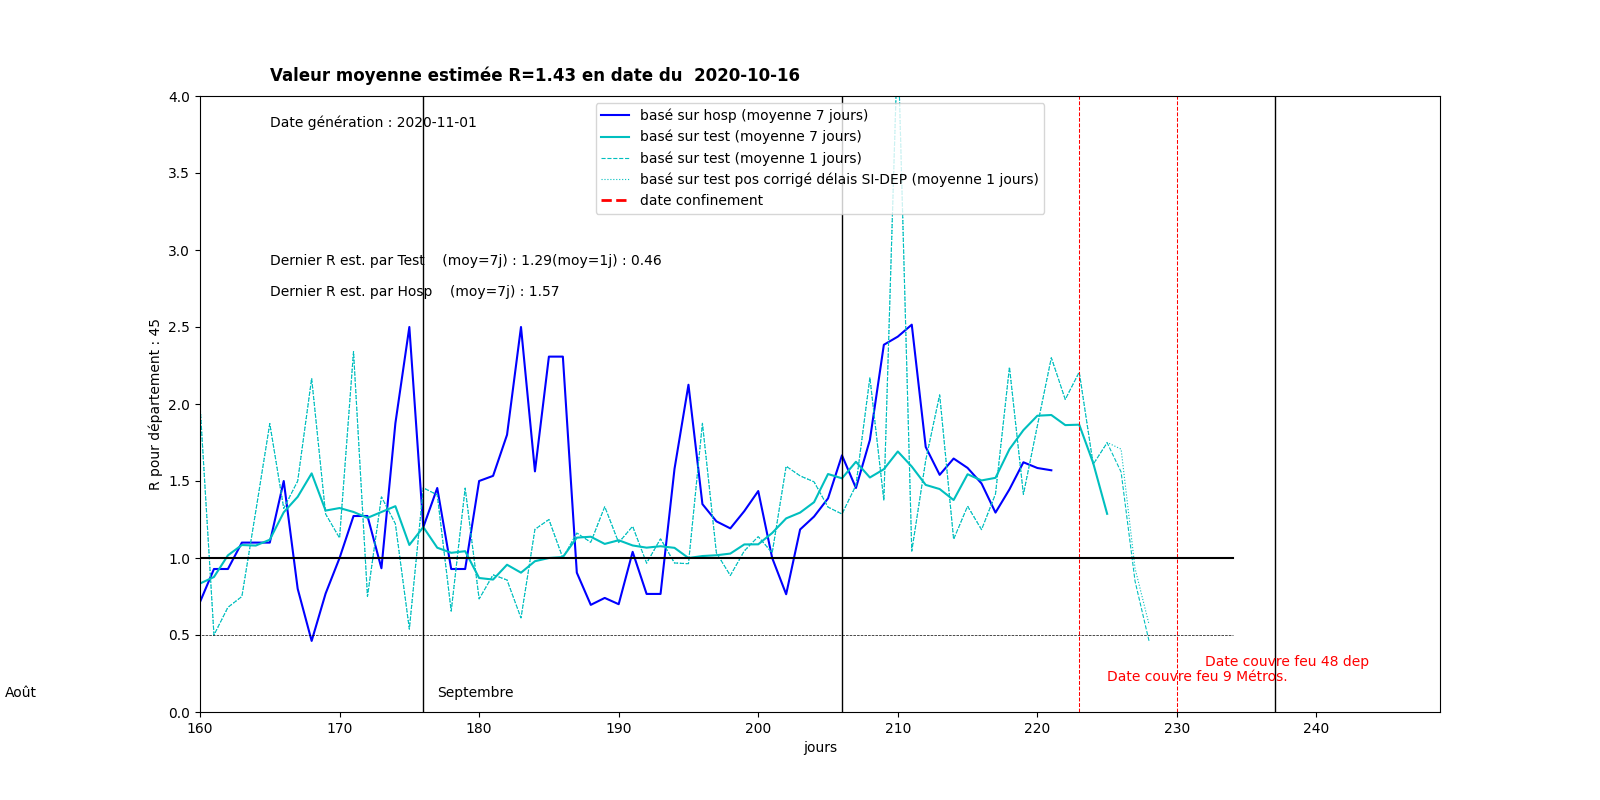 Valeur moyenne estimée R=1.43 en date du  2020-10-16
4.0
3.5
3.0
2.5
2.0
1.5
1.0
0.5
0.0
R pour département : 45
Date génération : 2020-11-01
basé sur hosp (moyenne 7 jours)
basé sur test (moyenne 7 jours)
basé sur test (moyenne 1 jours)
basé sur test pos corrigé délais SI-DEP (moyenne 1 jours)
date confinement
Dernier R est. par Test    (moy=7j) : 1.29(moy=1j) : 0.46
Dernier R est. par Hosp    (moy=7j) : 1.57
Date couvre feu 48 dep
Date couvre feu 9 Métros.
Août
Septembre
160 170 180 190 200 210 220 230 240
jours